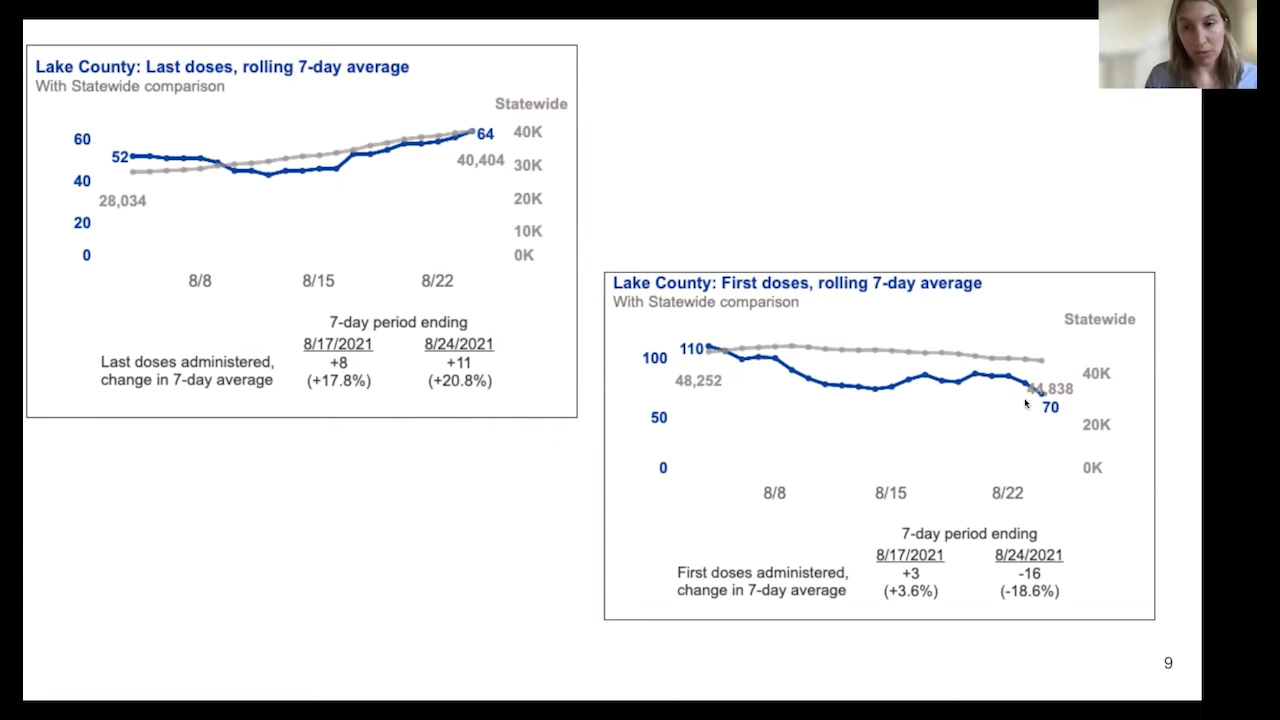 Lake County: Last doses, rolling 7-day average
With Statewide comparison
Statewide
60
52
64
40K
40,404
30K
40
28,034
20K
20
10K
0
0K
8/8
8/15
8/22
7-day period ending
8/17/2021
8/24/2021
Last doses administered,
+8
+11
change in 7-day average
(+17.8%)
(+20.8%)
Lake County: First doses, rolling 7-day average
With Statewide comparison
Statewide
100
110
40K
48,252
44,838
70
50
20K
0
0K
8/8
8/15
8/22
7-day period ending
8/17/2021
8/24/2021
First doses administered,
+3
-16
change in 7-day average
(+3.6%)
(-18.6%)
9